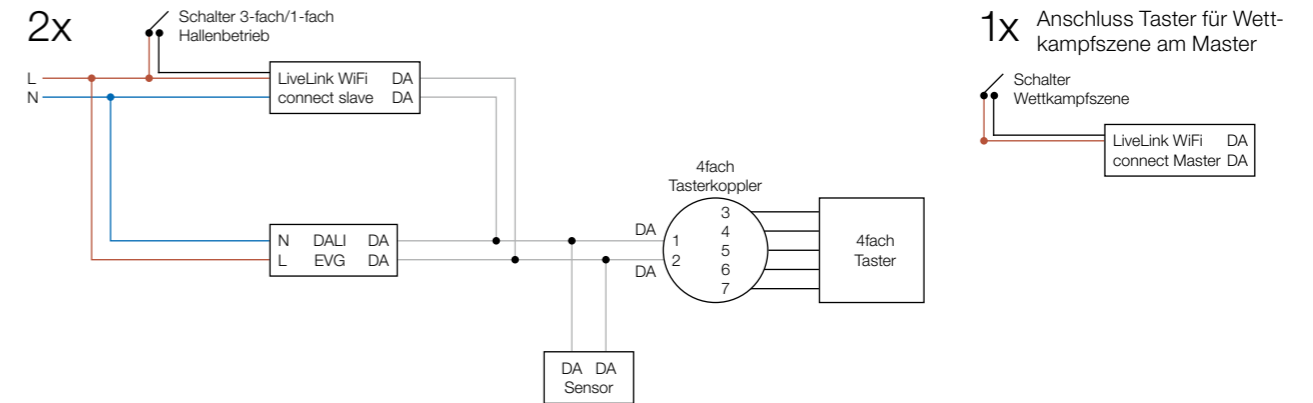 2x
Schalter 3-fach/1-fach
Hallenbetrieb
L
N
LiveLink WiFi DA
connect slave DA
N DALI DA
L EVG DA
4fach
Tasterkoppler
DA
DA
1
2
3
4
5
6
7
4fach
Taster
DA DA
Sensor
1x
Anschluss Taster für Wett-
kampfszene am Master
Schalter
Wettkampfszene
LiveLink WiFi DA
connect Master DA